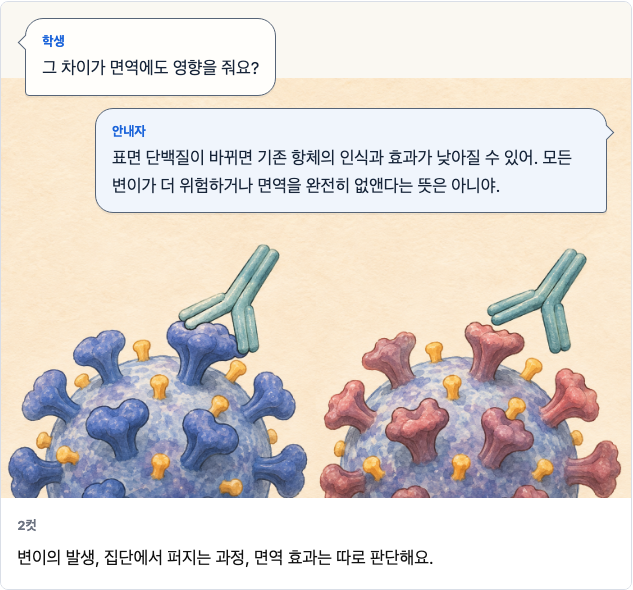 학생
그 차이가 면역에도 영향을 줘요?
안내자
표면 단백질이 바뀌면 기존 항체의 인식과 효과가 낮아질 수 있어. 모든
변이가 더 위험하거나 면역을 완전히 없앤다는 뜻은 아니야.
2컷
변이의 발생, 집단에서 퍼지는 과정, 면역 효과는 따로 판단해요.